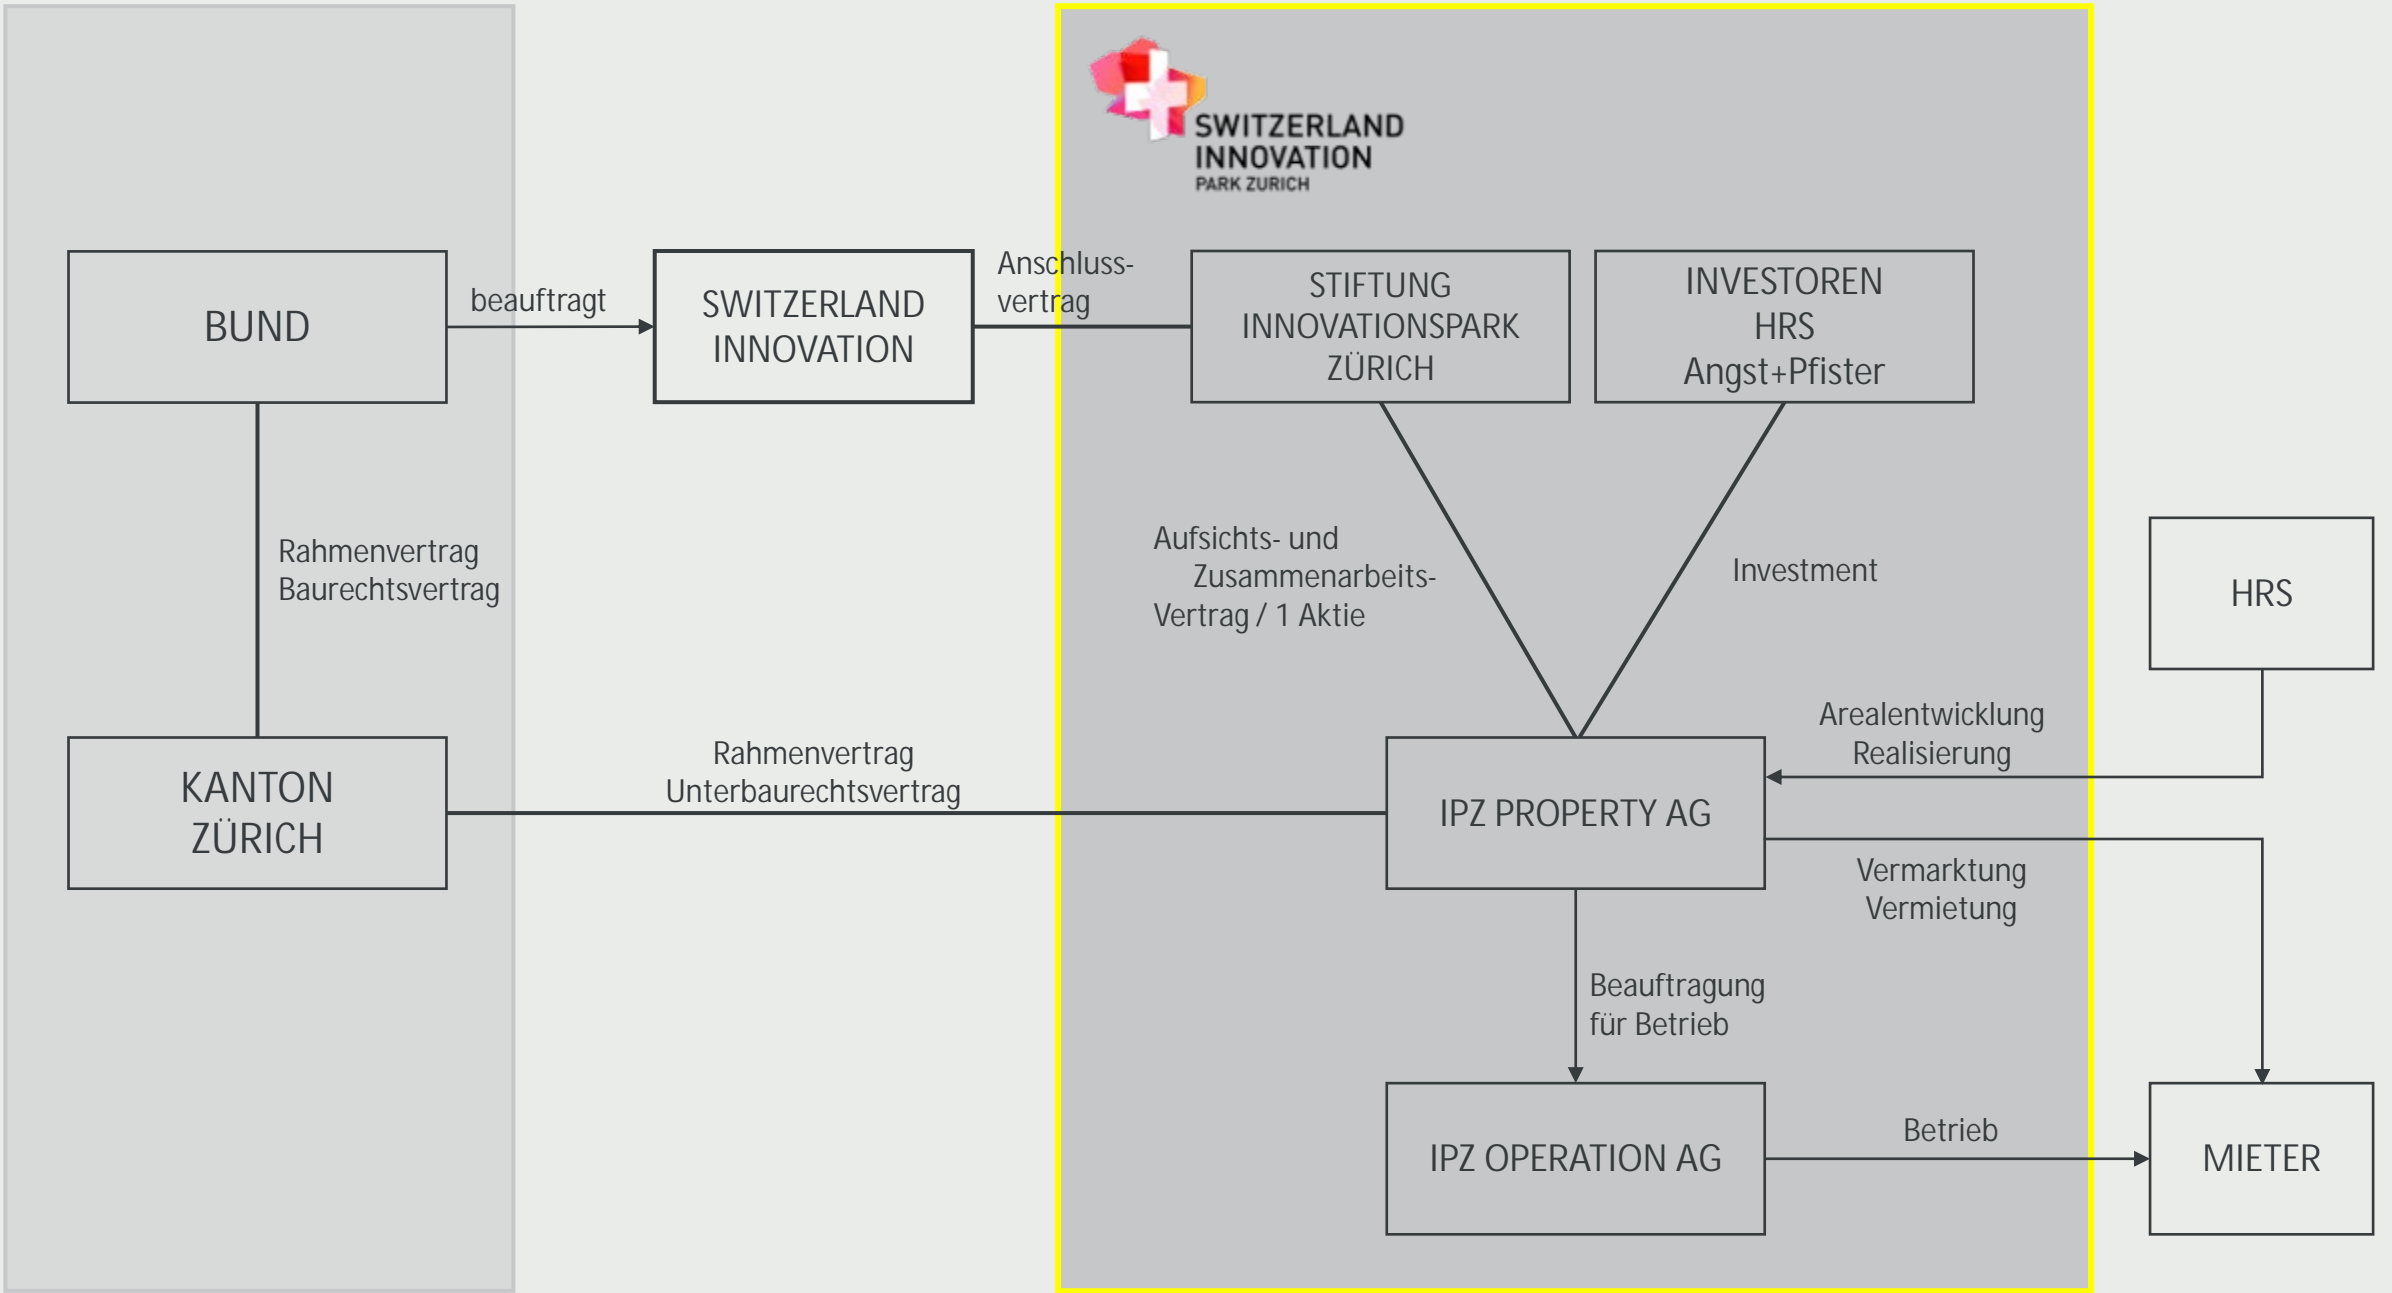 SWITZERLAND
INNOVATION
PARK ZURICH
BUND
beauftragt
SWITZERLAND
INNOVATION
Anschluss-
vertrag
STIFTUNG
INNOVATIONSPARK
ZÜRICH
INVESTOREN
HRS
Angst+Pfister
Rahmenvertrag
Baurechtsvertrag
Aufsichts- und
Zusammenarbeits-
Vertrag / 1 Aktie
Investment
HRS
Arealentwicklung
Realisierung
KANTON
ZÜRICH
Rahmenvertrag
Unterbaurechtsvertrag
IPZ PROPERTY AG
Vermarktung
Vermietung
Beauftragung
für Betrieb
IPZ OPERATION AG
Betrieb
MIETER